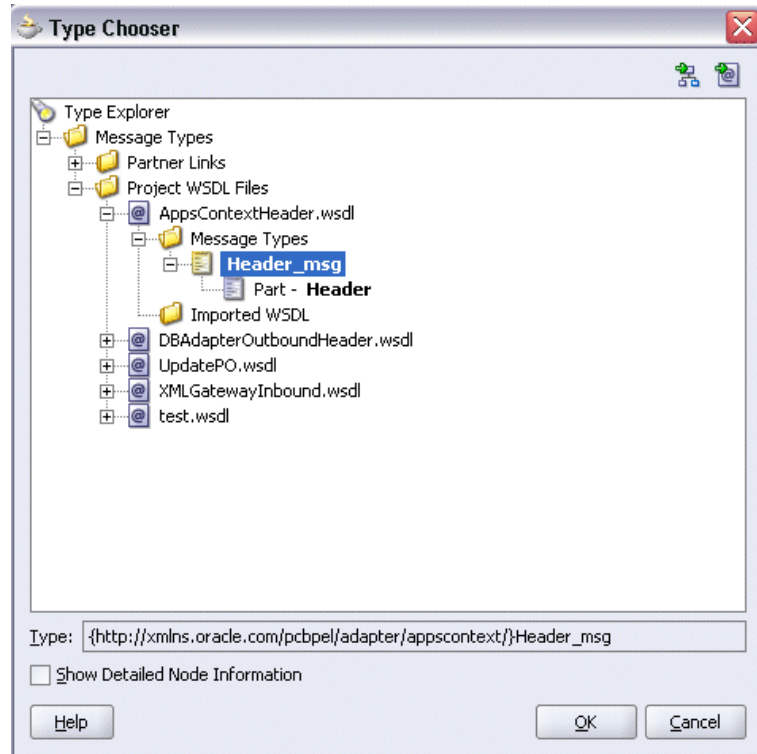 Type Chooser
Type Explorer
Message Types
Partner Links
Project WSDL Files
AppsContextHeader.wsdl
Message Types
Header_msg
Part - Header
Imported WSDL
DBAdapterOutboundHeader.wsdl
UpdatePO.wsdl
XMLGatewayInbound.wsdl
test.wsdl
Type: {http://xmlns.oracle.com/pcbpel/adapter/appscontext/}Header_msg
Show Detailed Node Information
Help OK Cancel